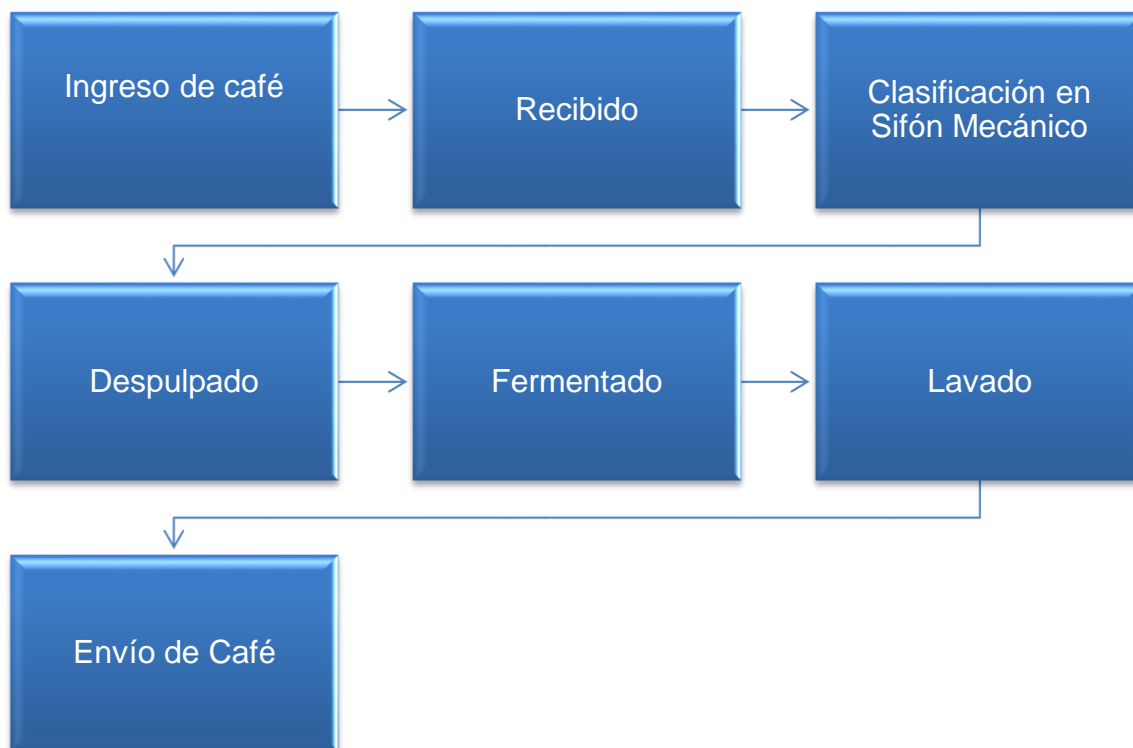 Ingreso de café
Recibido
Clasificación en
Sifón Mecánico
Despulpado
Fermentado
Lavado
Envío de Café